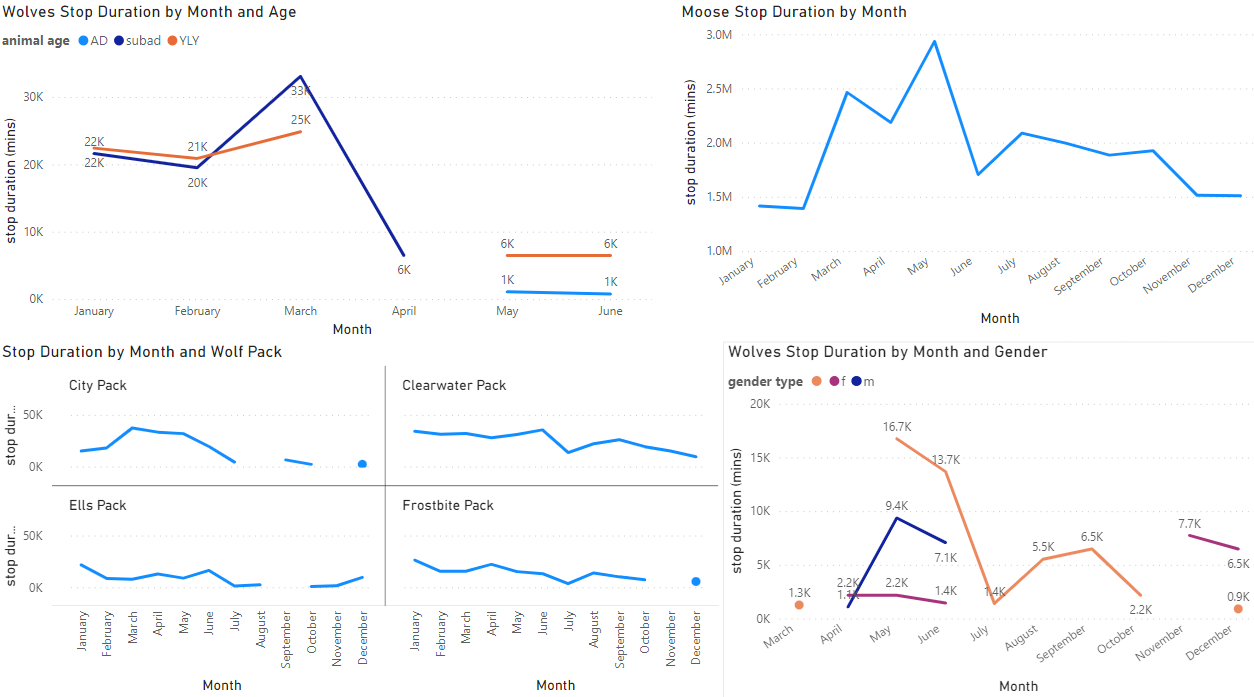 Wolves Stop Duration by Month and Age
animal age AD subad YLY
stop duration (mins)
30K
20K
10K
0K
22K
22K
21K
20K
33K
25K
6K
6K
6K
1K
1K
January February March April May June
Month
Moose Stop Duration by Month
stop duration (mins)
3.0M
2.5M
2.0M
1.5M
1.0M
January February March April May June July August September October November December
Month
Stop Duration by Month and Wolf Pack
City Pack
Clearwater Pack
stop dur...
50K
0K
Ells Pack
Frostbite Pack
stop dur...
50K
0K
January February March April May June July August September October November December
January February March April May June July August September October November December
Month
Month
Wolves Stop Duration by Month and Gender
gender type f m
stop duration (mins)
20K
15K
10K
5K
0K
1.3K
2.2K
1.1K
16.7K
9.4K
2.2K
13.7K
7.1K
1.4K
1.4K
5.5K
6.5K
2.2K
7.7K
6.5K
0.9K
March April May June July August September October November December
Month